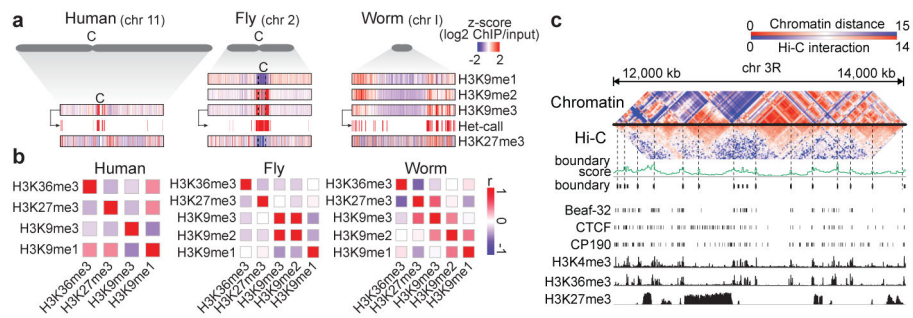 a
Human (chr 11)
Fly (chr 2)
Worm (chr I)
C
C
z-score
(log2 ChIP/input)
-2 2
C
C
H3K9me1
H3K9me2
H3K9me3
Het-call
H3K27me3
b
Human
H3K36me3
H3K27me3
H3K9me3
H3K9me1
H3K36me3
H3K27me3
H3K9me3
H3K9me1
Fly
H3K36me3
H3K27me3
H3K9me3
H3K9me2
H3K9me1
H3K36me3
H3K27me3
H3K9me3
H3K9me2
H3K9me1
Worm
H3K36me3
H3K27me3
H3K9me3
H3K9me2
H3K9me1
H3K36me3
H3K27me3
H3K9me3
H3K9me2
H3K9me1
r
1
0
-1
c
0 Chromatin distance 15
0 Hi-C interaction 14
12,000 kb chr 3R 14,000 kb
Chromatin
Hi-C
boundary
score
boundary
Beaf-32
CTCF
CP190
H3K4me3
H3K36me3
H3K27me3